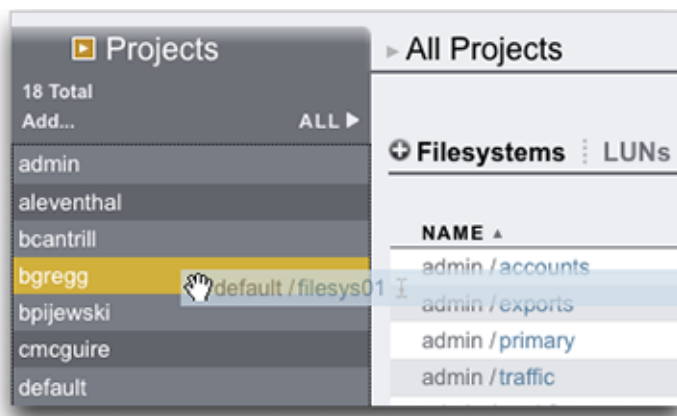 Projects
18 Total
Add...
ALL
admin
aleventhal
bcantrill
bgregg
bpijewski
cmcguire
default
All Projects
Filesystems
LUNs
NAME
admin / accounts
default / filesys01
admin / exports
admin / primary
admin / traffic